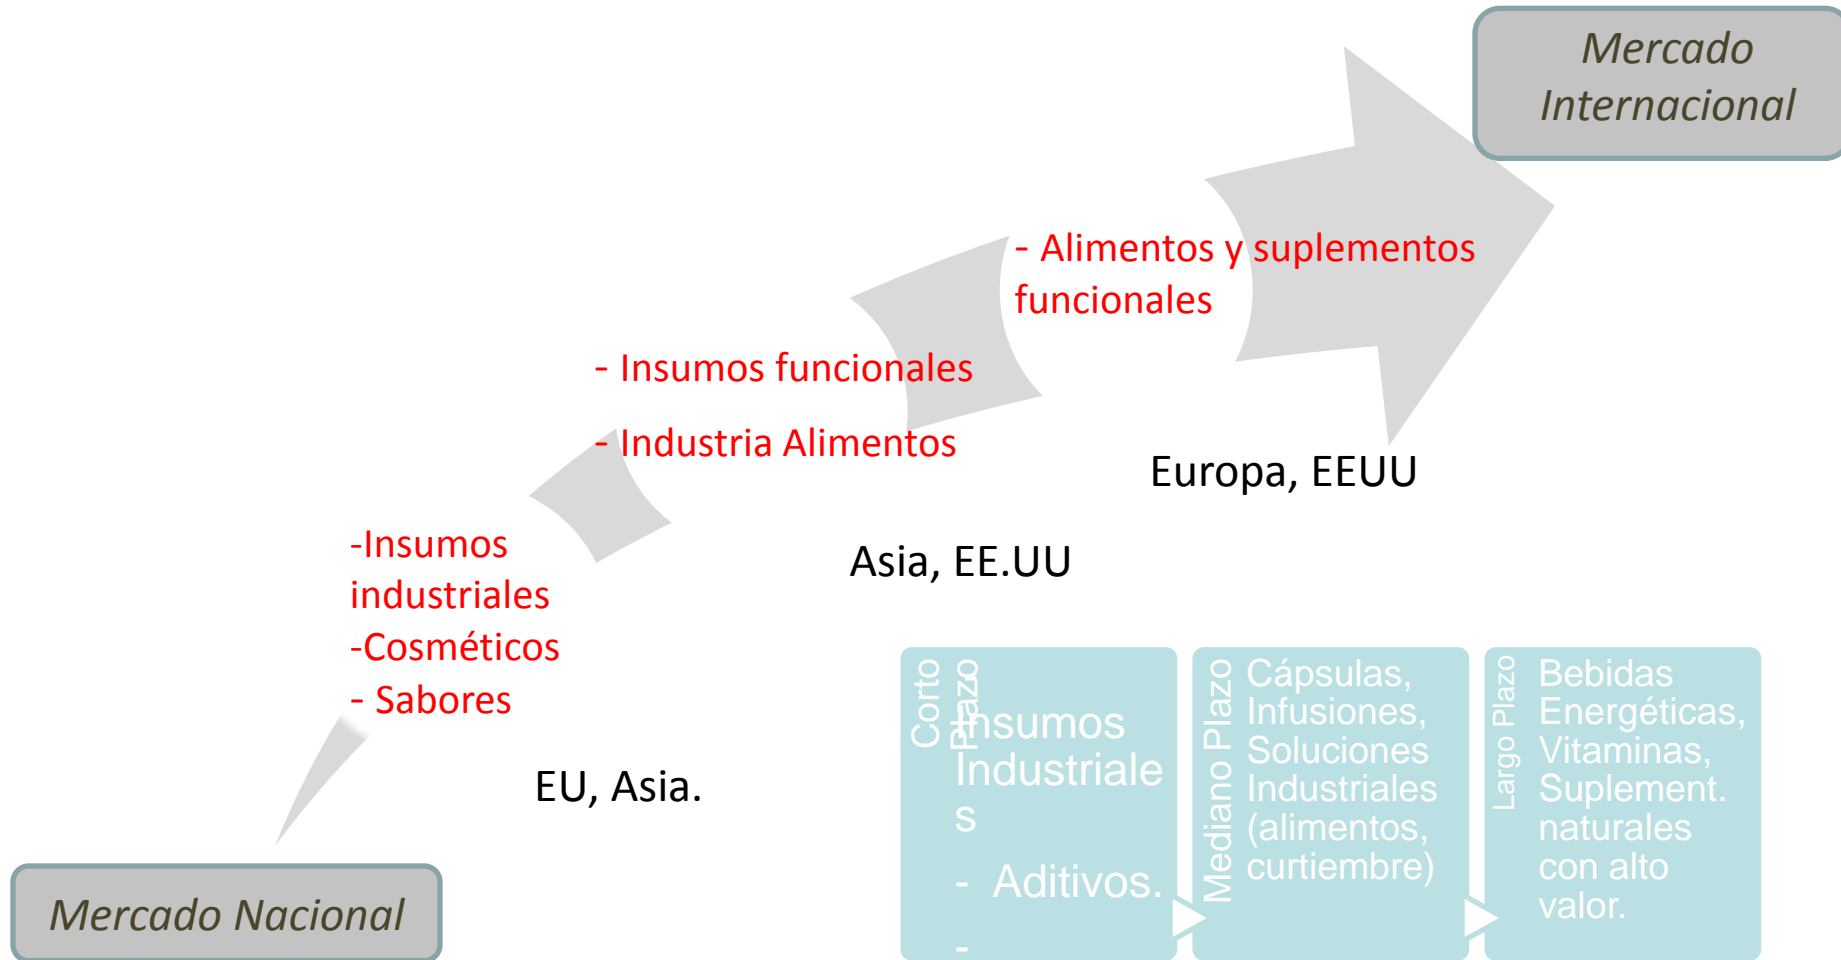 Mercado
Internacional
- Alimentos y suplementos
funcionales
- Insumos funcionales
- Industria Alimentos
Europa, EEUU
-Insumos
industriales
-Cosméticos
- Sabores
Asia, EE.UU
EU, Asia.
Mercado Nacional
Corto
Plazo
-
Insumos
Industriale
s
- Aditivos.
-
Mediano Plazo
Cápsulas,
Infusiones,
Soluciones
Industriales
(alimentos,
curtiembre)
Largo Plazo
Bebidas
Energéticas,
Vitaminas,
Suplement.
naturales
con alto
valor.